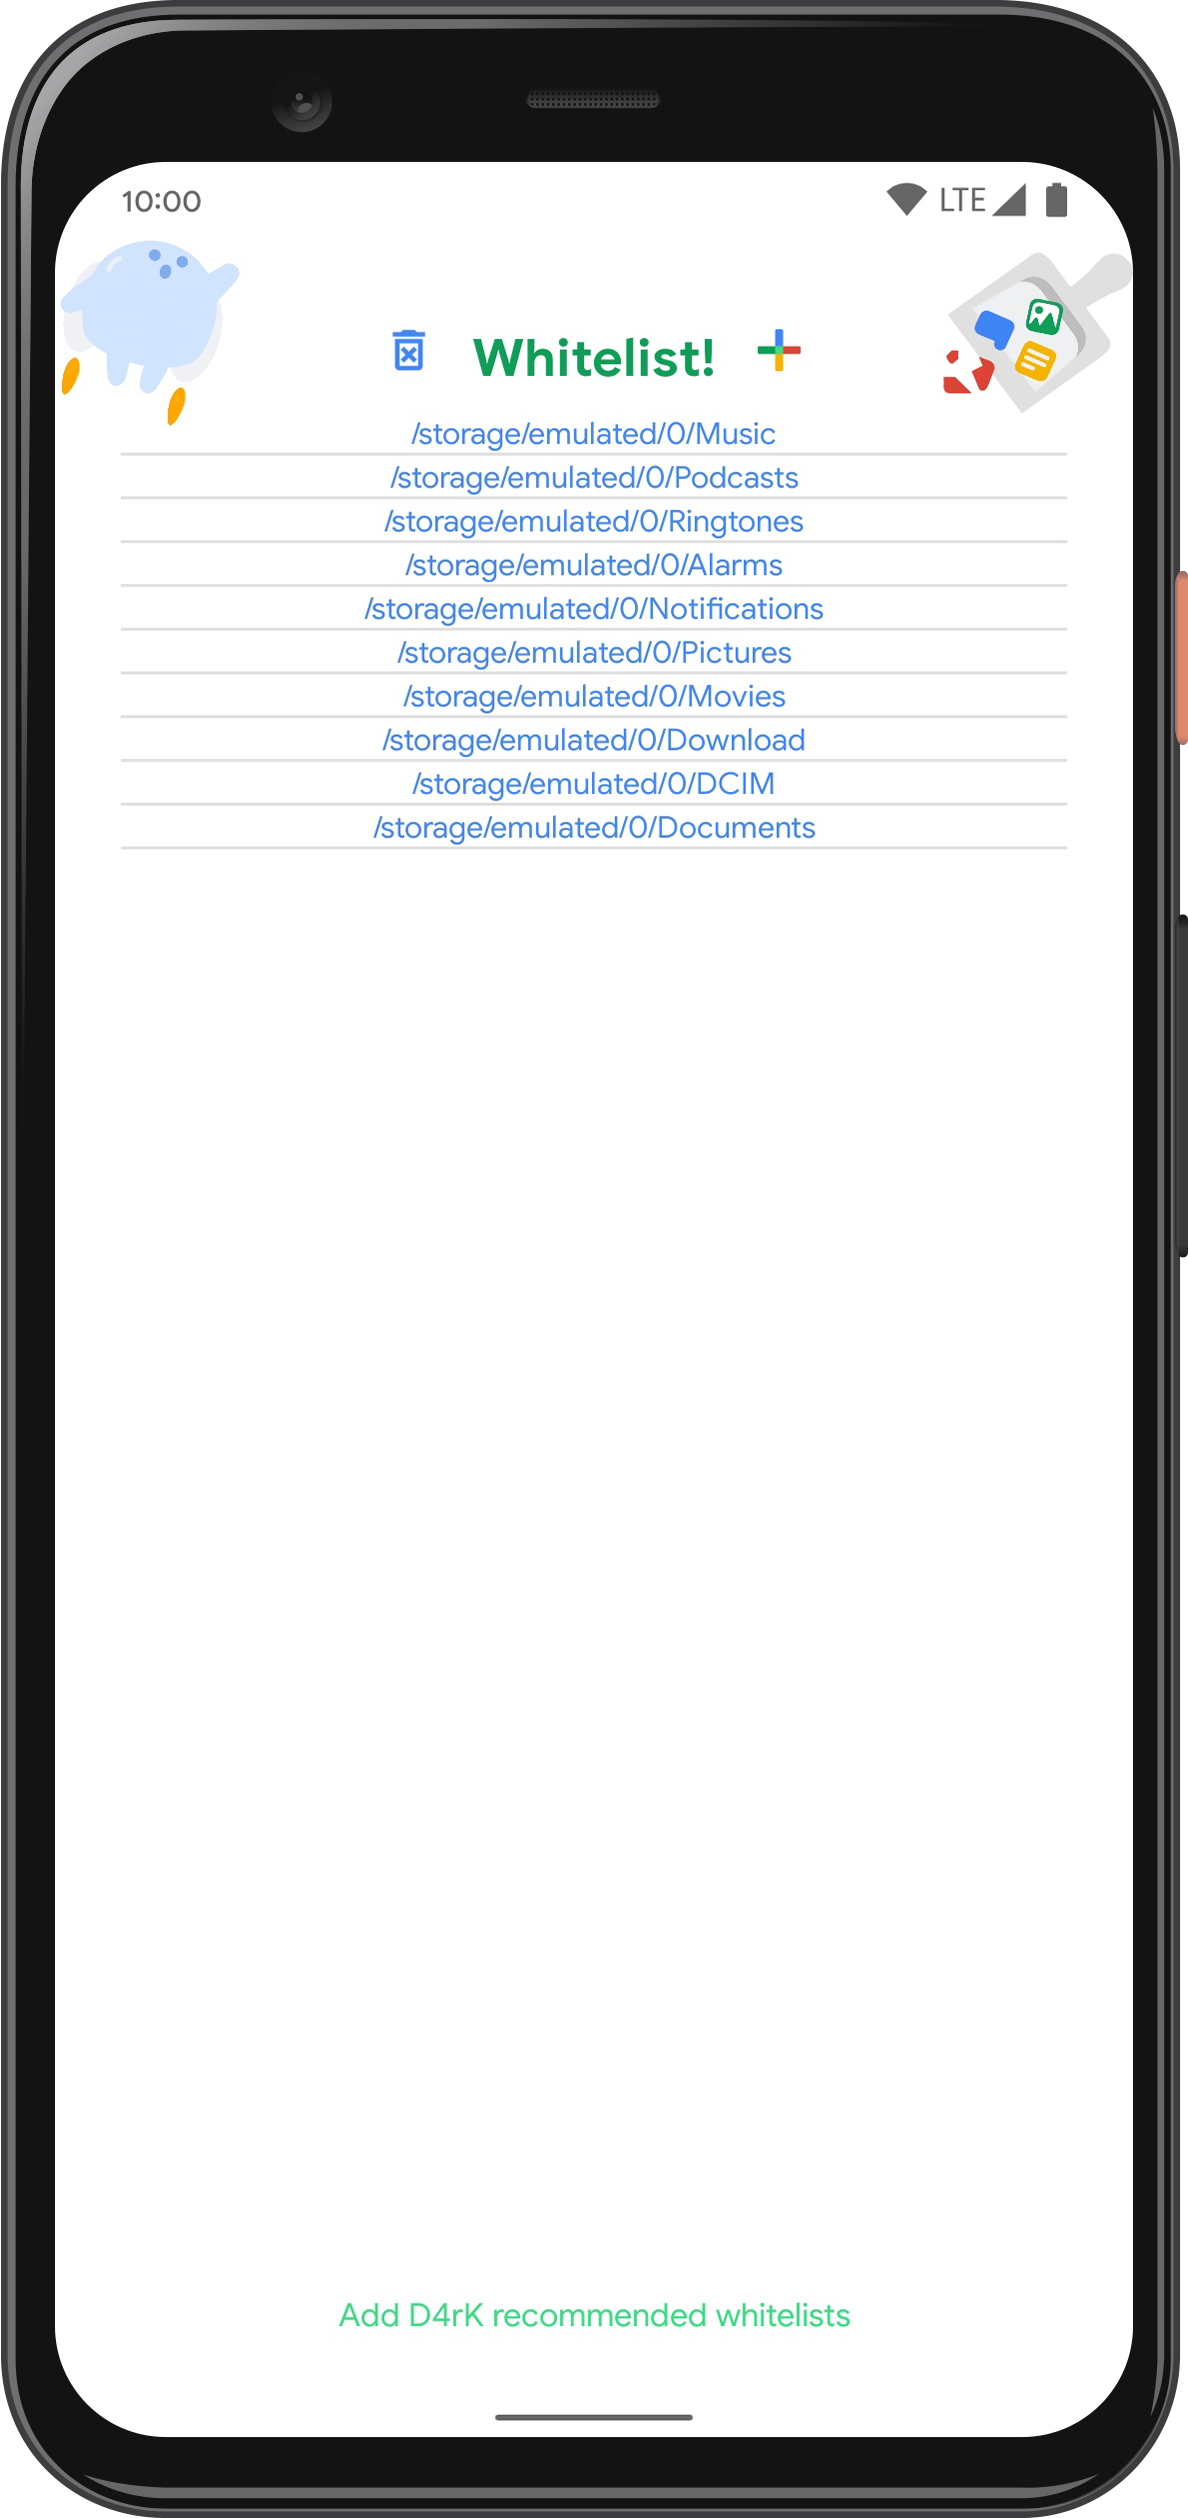 10:00
LTE
Whitelist!
/storage/emulated/0/Music
/storage/emulated/0/Podcasts
/storage/emulated/0/Ringtones
/storage/emulated/0/Alarms
/storage/emulated/0/Notifications
/storage/emulated/0/Pictures
/storage/emulated/0/Movies
/storage/emulated/0/Download
/storage/emulated/0/DCIM
/storage/emulated/0/Documents
Add D4rK recommended whitelists